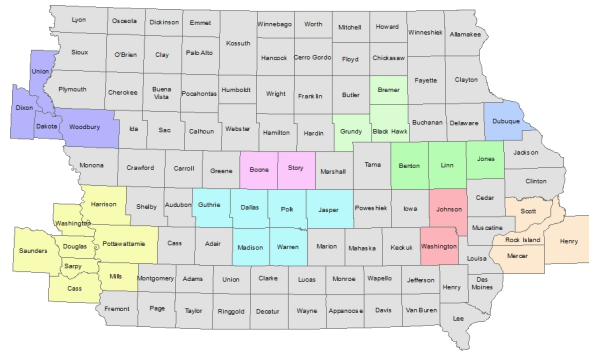 Lyon Osceola Dickinson Emmet Winnebago Worth Mitchell Howard Winneshiek Allamakee
Kossuth
Sioux O'Brien Clay Palo Alto Hancock Cerro Gordo Floyd Chickasaw
Union
Plymouth Cherokee Buena Vista Pocahontas Humboldt Wright Franklin Butler Bremer Fayette Clayton
Dixon
Dakota Woodbury Ida Sac Calhoun Webster Hamilton Hardin Grundy Black Hawk Buchanan Delaware Dubuque
Monona Crawford Carroll Greene Boone Story Marshall Tama Benton Linn Jones Jackson
Clinton
Harrison Shelby Audubon Guthrie Dallas Polk Jasper Poweshiek Iowa Johnson Cedar Scott
Washington
Muscatine
Saunders Douglas Pottawattamie Cass Adair Madison Warren Marion Mahaska Keokuk Washington Rock Island Henry
Sarpy
Louisa Mercer
Cass Mills Montgomery Adams Union Clarke Lucas Monroe Wapello Jefferson Henry Des Moines
Fremont Page Taylor Ringgold Decatur Wayne Appanoose Davis Van Buren Lee